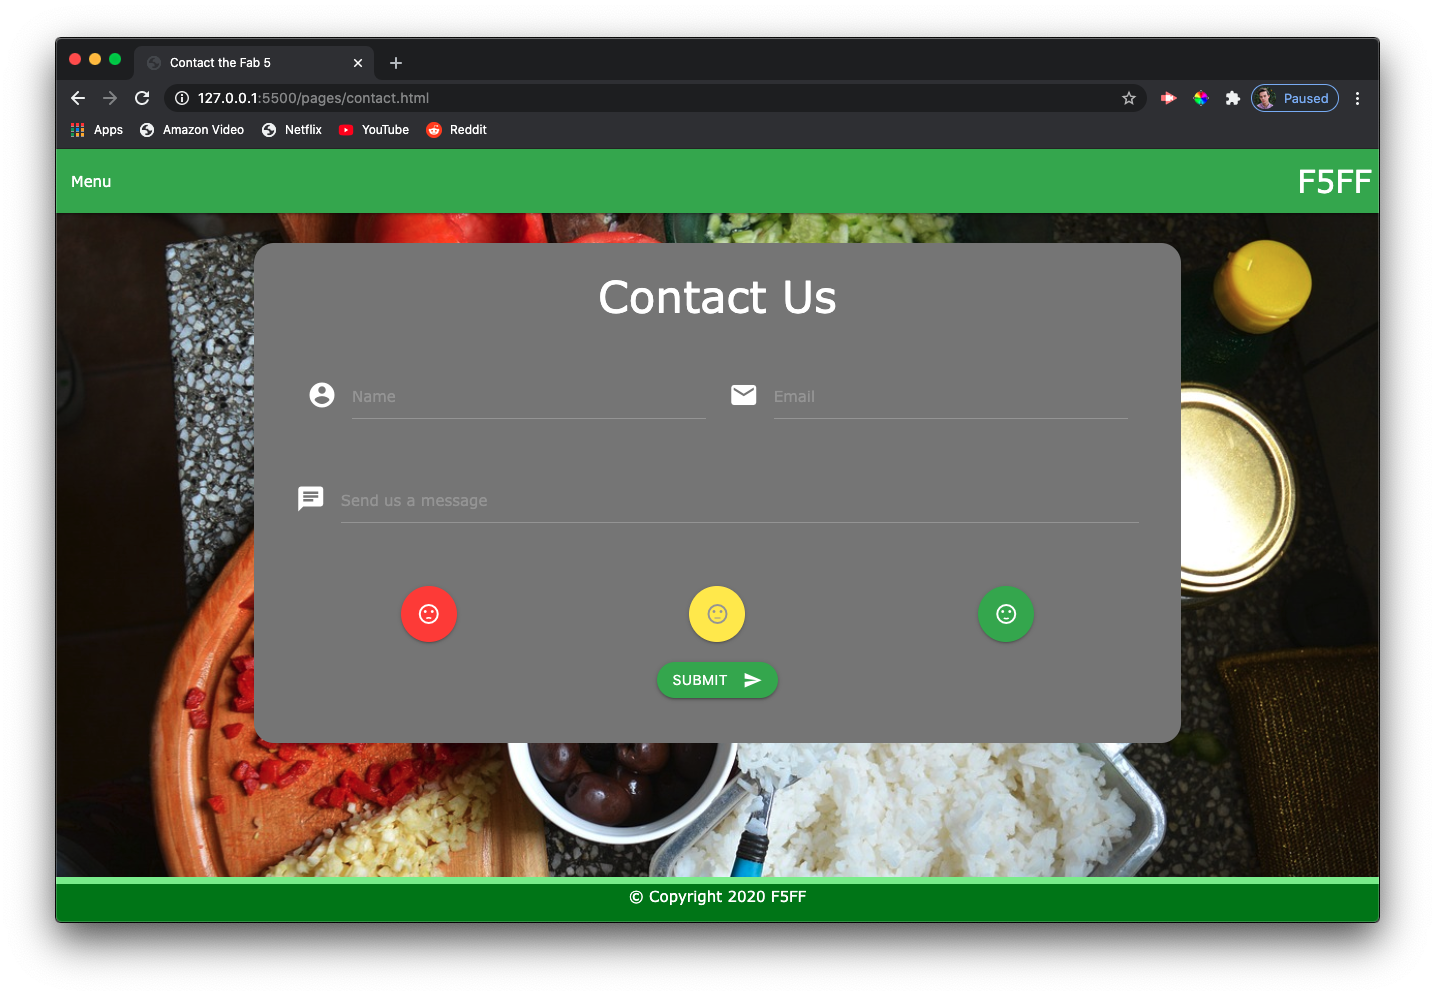 Contact the Fab 5
127.0.0.1:5500/pages/contact.html
Paused
Apps Amazon Video Netflix YouTube Reddit
Menu
F5FF
Contact Us
Name
Email
Send us a message
SUBMIT
© Copyright 2020 F5FF